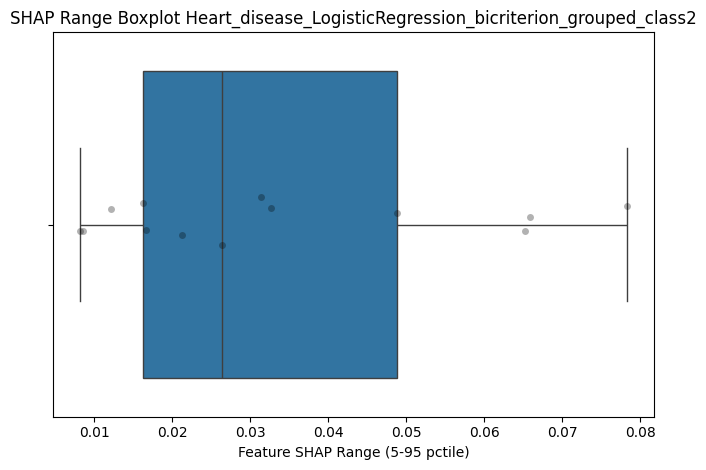 SHAP Range Boxplot Heart_disease_LogisticRegression_bicriterion_grouped_class2
0.01 0.02 0.03 0.04 0.05 0.06 0.07 0.08
Feature SHAP Range (5-95 pctile)